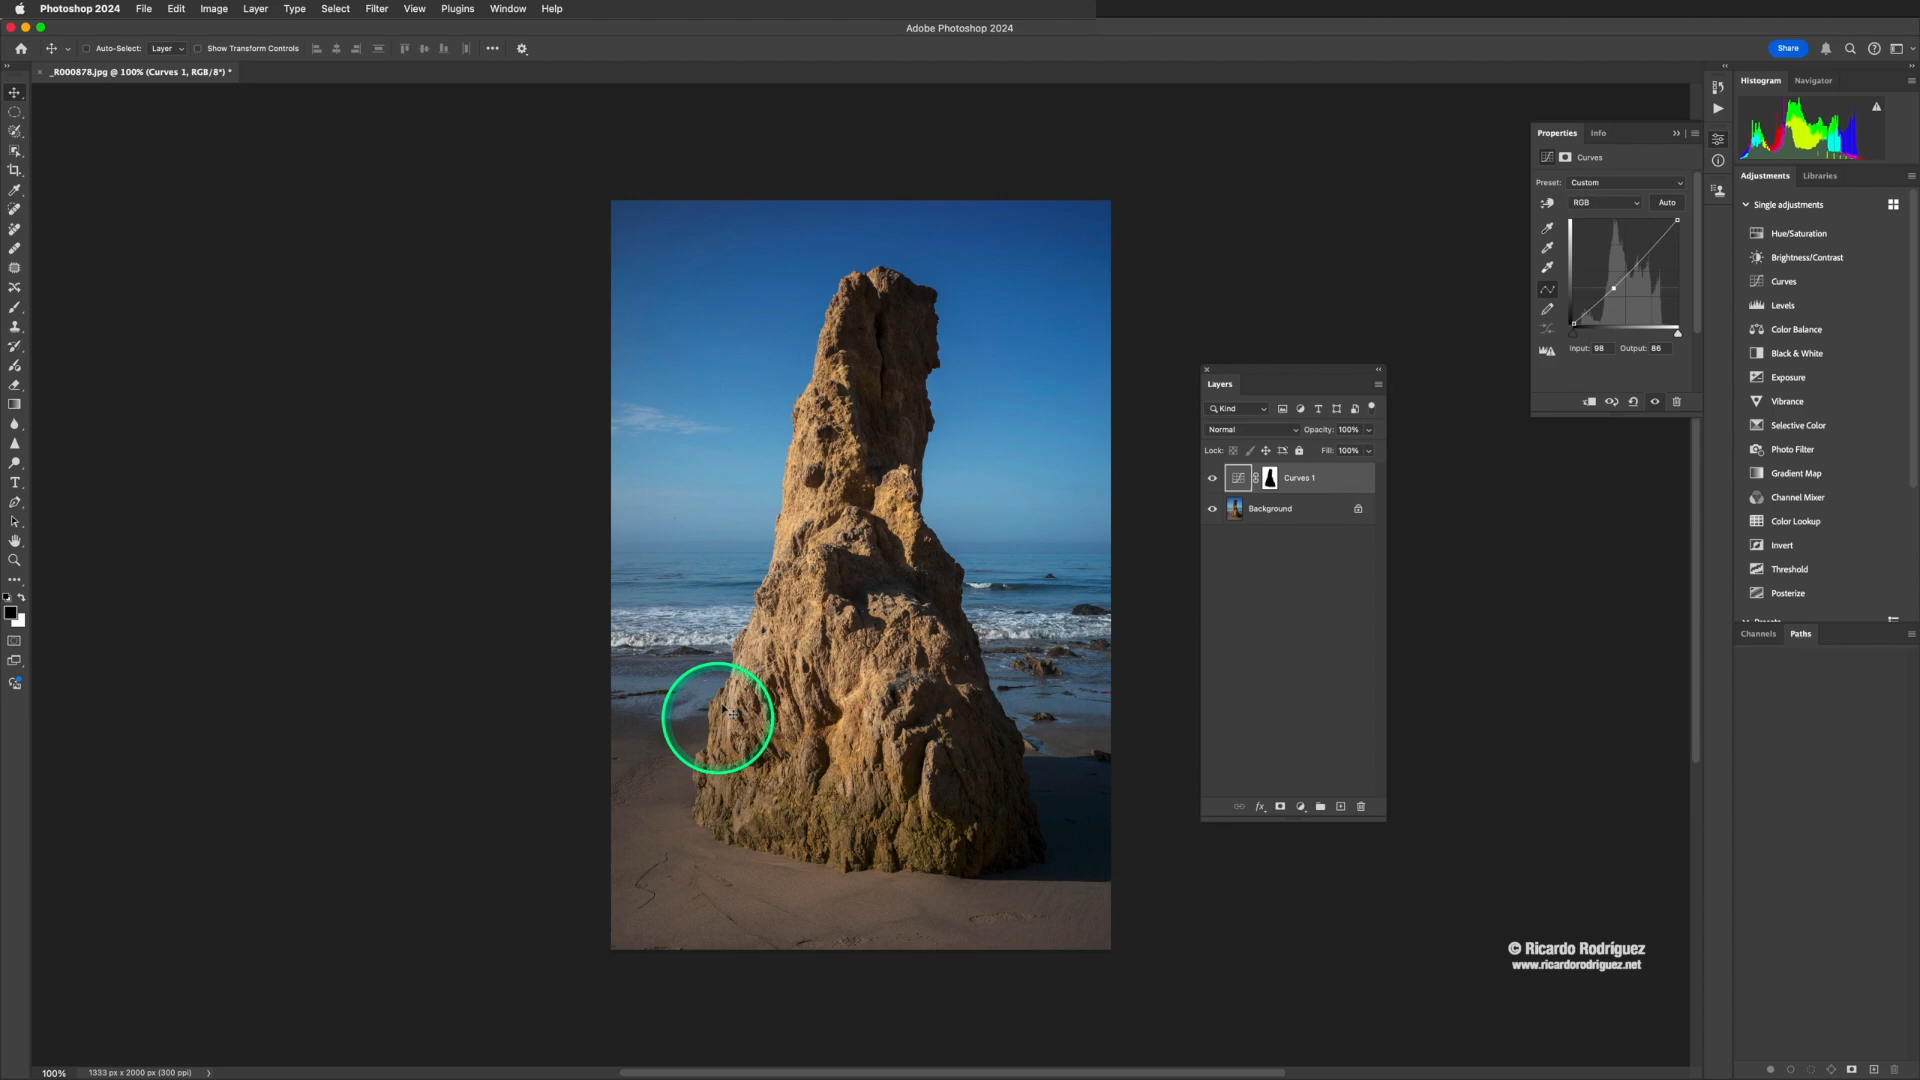 Photoshop 2024 File Edit Image Layer Type Select Filter View Plugins Window Help
Adobe Photoshop 2024
Auto-Select: Layer Show Transform Controls Share
_R000878.jpg @ 100% (Curves 1, RGB/8*) *
Histogram Navigator
Properties Info
Curves
Preset: Custom
RGB Auto
Input: 98 Output: 86
Adjustments Libraries
Single adjustments
Hue/Saturation
Brightness/Contrast
Curves
Levels
Color Balance
Black & White
Exposure
Vibrance
Selective Color
Photo Filter
Gradient Map
Channel Mixer
Color Lookup
Invert
Threshold
Posterize
Channels Paths
Layers
Kind
Normal Opacity: 100%
Lock: Fill: 100%
Curves 1
Background
fx
© Ricardo Rodríguez
www.ricardorodriguez.net
100% 1333 px x 2000 px (300 ppi)